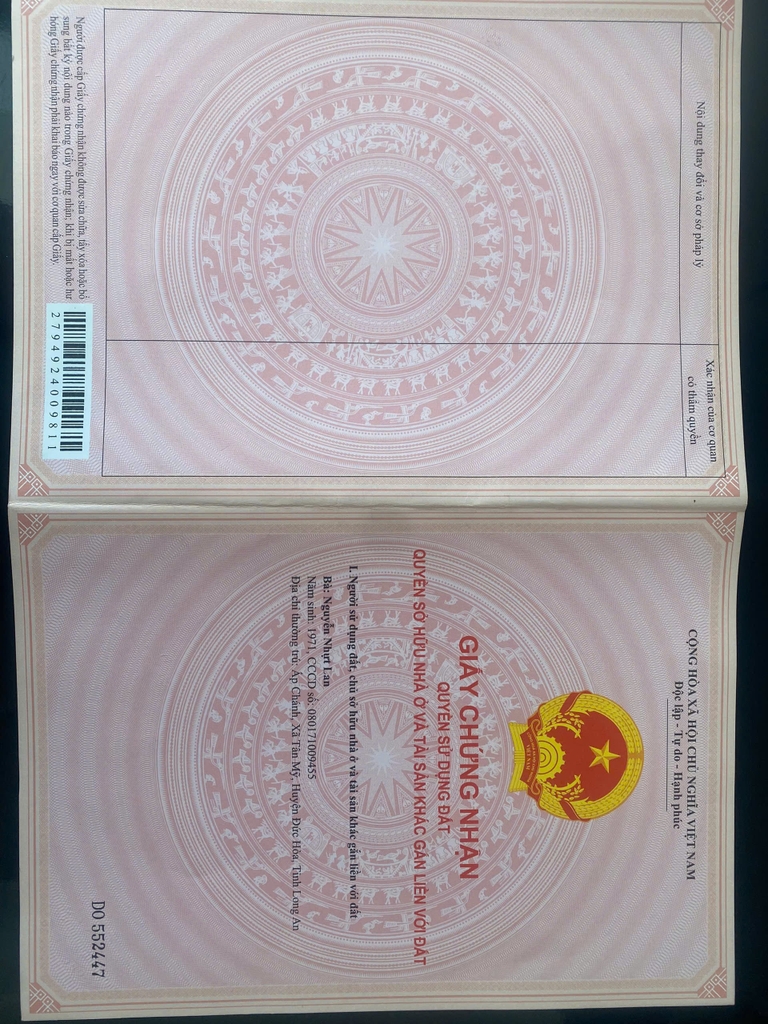 Nội dung thay đổi và cơ sở pháp lý
Xác nhận của cơ quan
có thẩm quyền
Người được cấp Giấy chứng nhận không được sửa chữa, tẩy xóa hoặc bổ
sung bất kỳ nội dung nào trong Giấy chứng nhận; khi bị mất hoặc hư
hỏng Giấy chứng nhận phải khai báo ngay với cơ quan cấp Giấy.
2794924009811
CỘNG HÒA XÃ HỘI CHỦ NGHĨA VIỆT NAM
Độc lập - Tự do - Hạnh phúc
VIỆT NAM
GIẤY CHỨNG NHẬN
QUYỀN SỬ DỤNG ĐẤT
QUYỀN SỞ HỮU NHÀ Ở VÀ TÀI SẢN KHÁC GẮN LIỀN VỚI ĐẤT
I. Người sử dụng đất, chủ sở hữu nhà ở và tài sản khác gắn liền với đất
Bà: Nguyễn Nhựt Lan
Năm sinh: 1971, CCCD số: 080171009455
Địa chỉ thường trú: Ấp Chánh, Xã Tân Mỹ, Huyện Đức Hòa, Tỉnh Long An
DO 552447